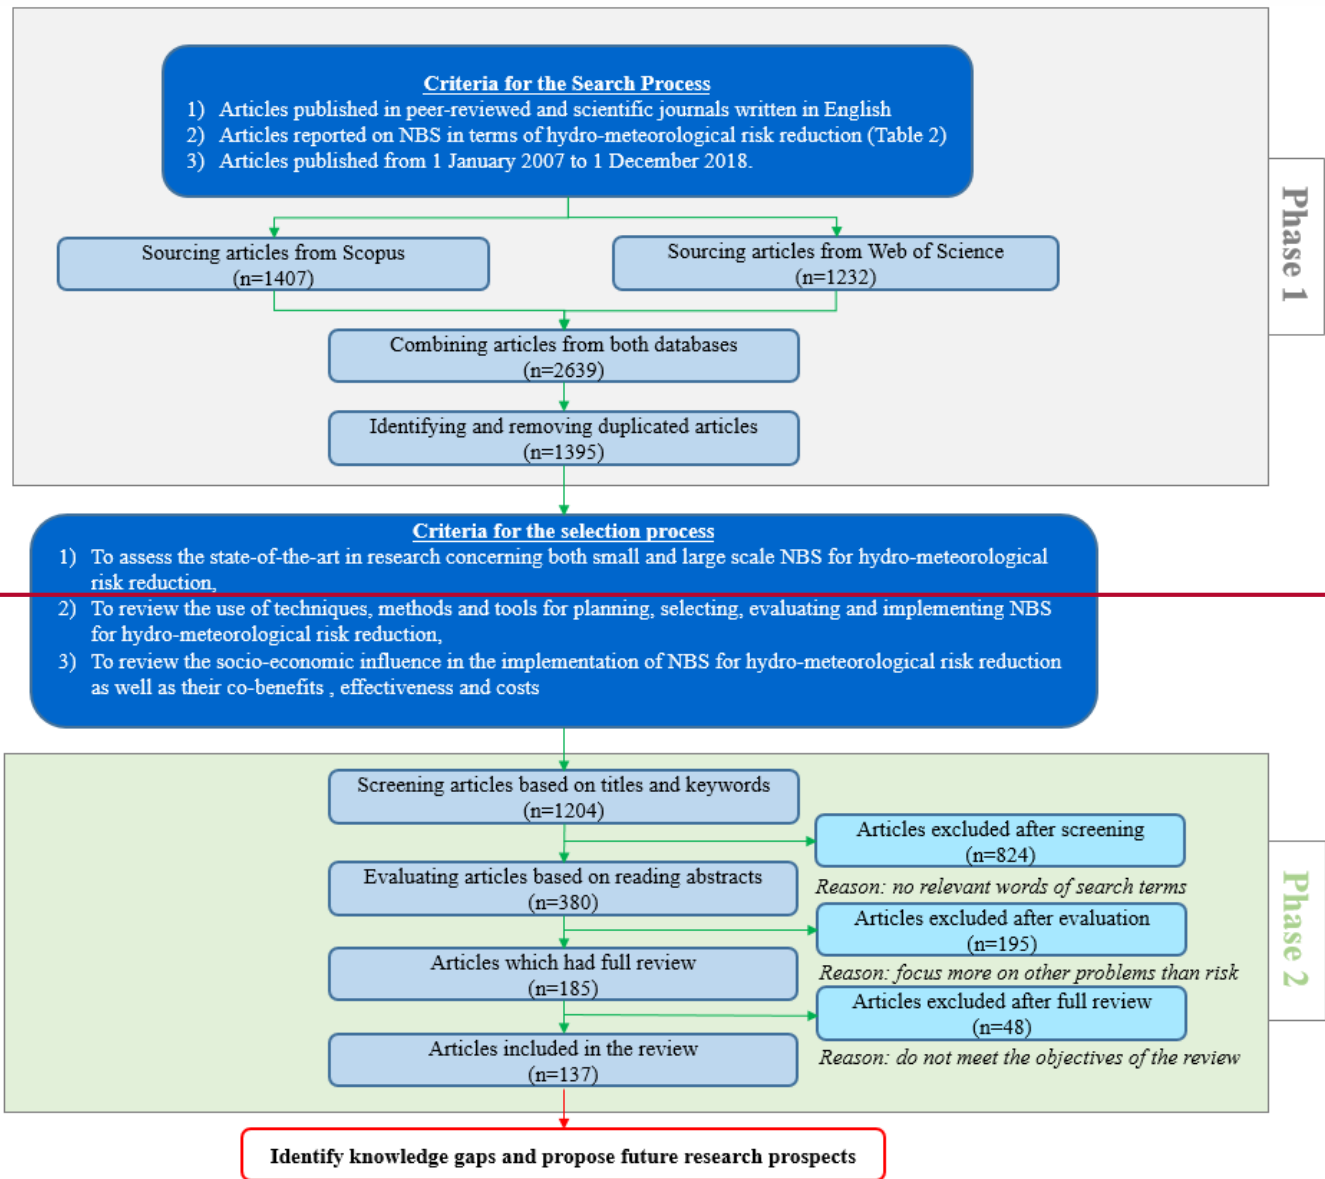 Criteria for the Search Process
1) Articles published in peer-reviewed and scientific journals written in English
2) Articles reported on NBS in terms of hydro-meteorological risk reduction (Table 2)
3) Articles published from 1 January 2007 to 1 December 2018.
Phase 1
Sourcing articles from Scopus
(n=1407)
Sourcing articles from Web of Science
(n=1232)
Combining articles from both databases
(n=2639)
Identifying and removing duplicated articles
(n=1395)
Criteria for the selection process
1) To assess the state-of-the-art in research concerning both small and large scale NBS for hydro-meteorological
risk reduction,
2) To review the use of techniques, methods and tools for planning, selecting, evaluating and implementing NBS
for hydro-meteorological risk reduction,
3) To review the socio-economic influence in the implementation of NBS for hydro-meteorological risk reduction
as well as their co-benefits , effectiveness and costs
Phase 2
Screening articles based on titles and keywords
(n=1204)
Articles excluded after screening
(n=824)
Reason: no relevant words of search terms
Evaluating articles based on reading abstracts
(n=380)
Articles excluded after evaluation
(n=195)
Reason: focus more on other problems than risk
Articles which had full review
(n=185)
Articles excluded after full review
(n=48)
Reason: do not meet the objectives of the review
Articles included in the review
(n=137)
Identify knowledge gaps and propose future research prospects